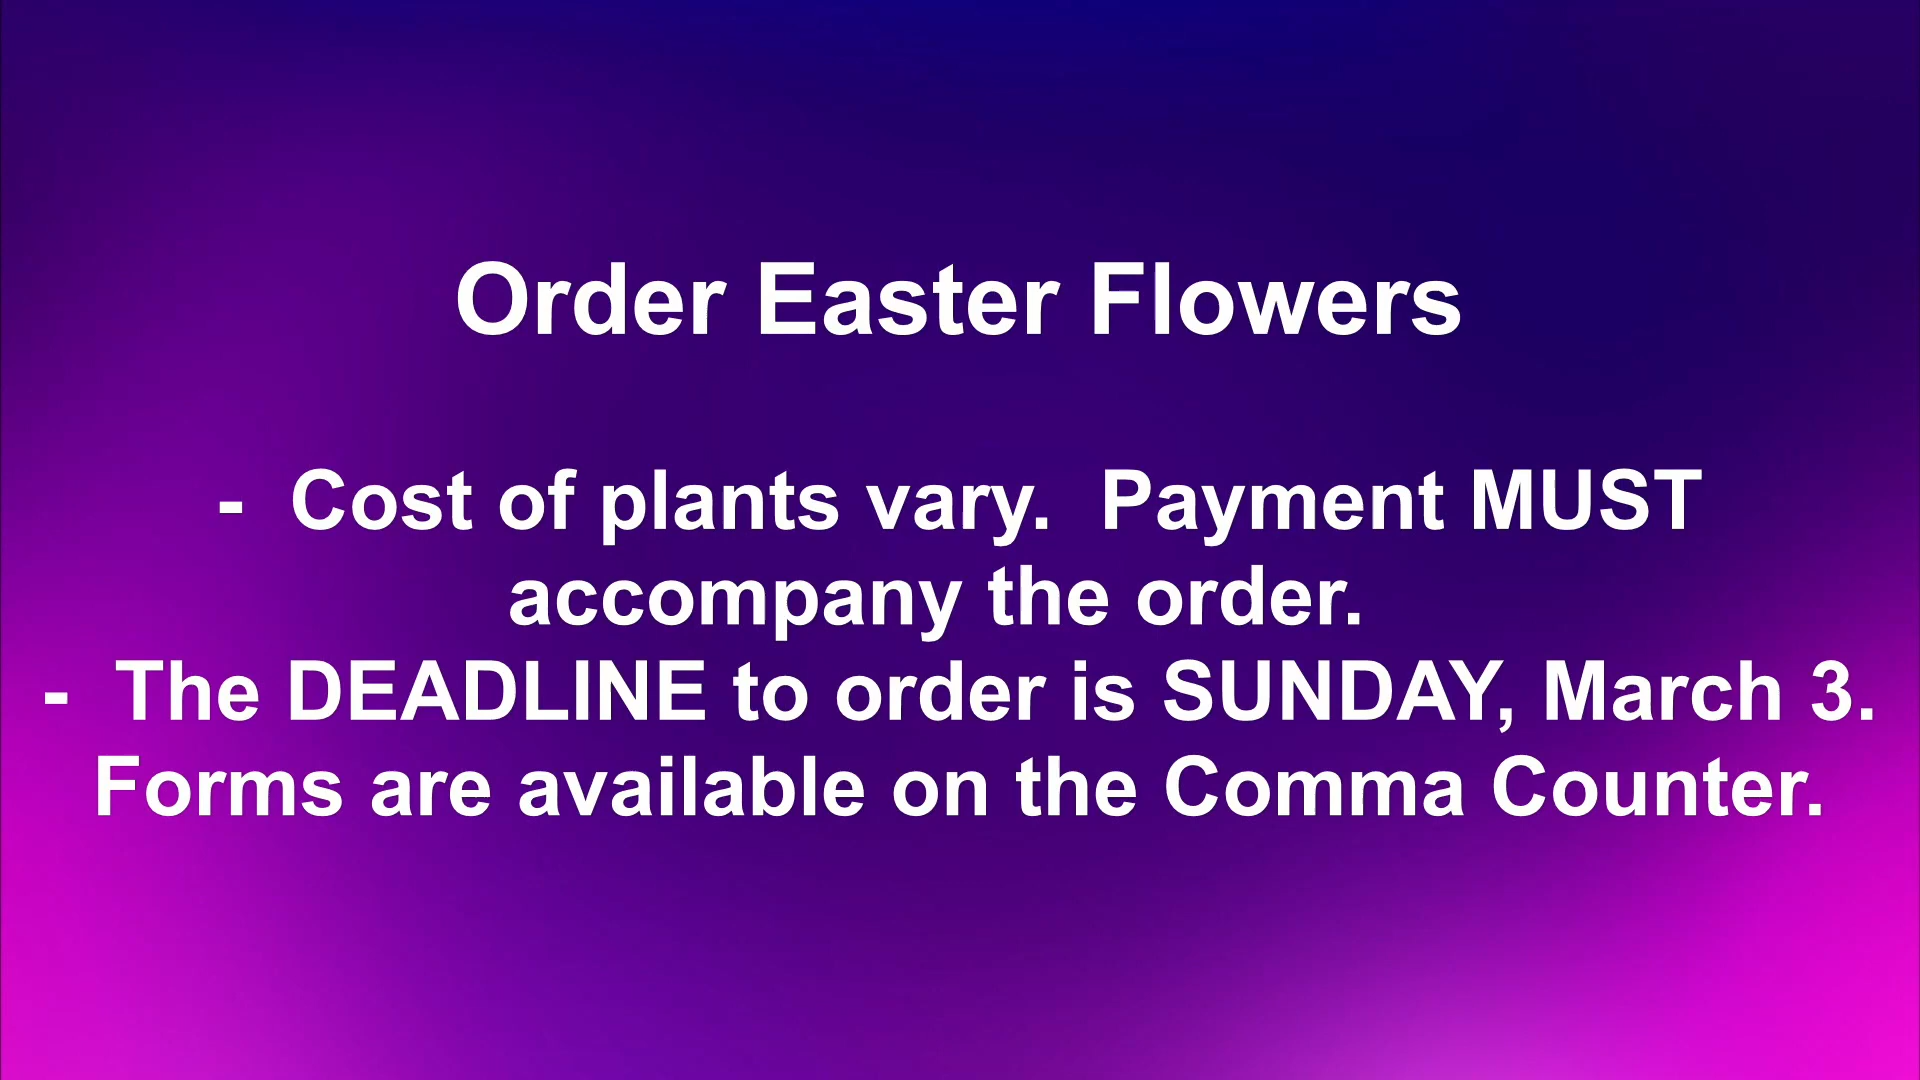 Order Easter Flowers
-  Cost of plants vary.  Payment MUST
accompany the order.
-  The DEADLINE to order is SUNDAY, March 3.
Forms are available on the Comma Counter.